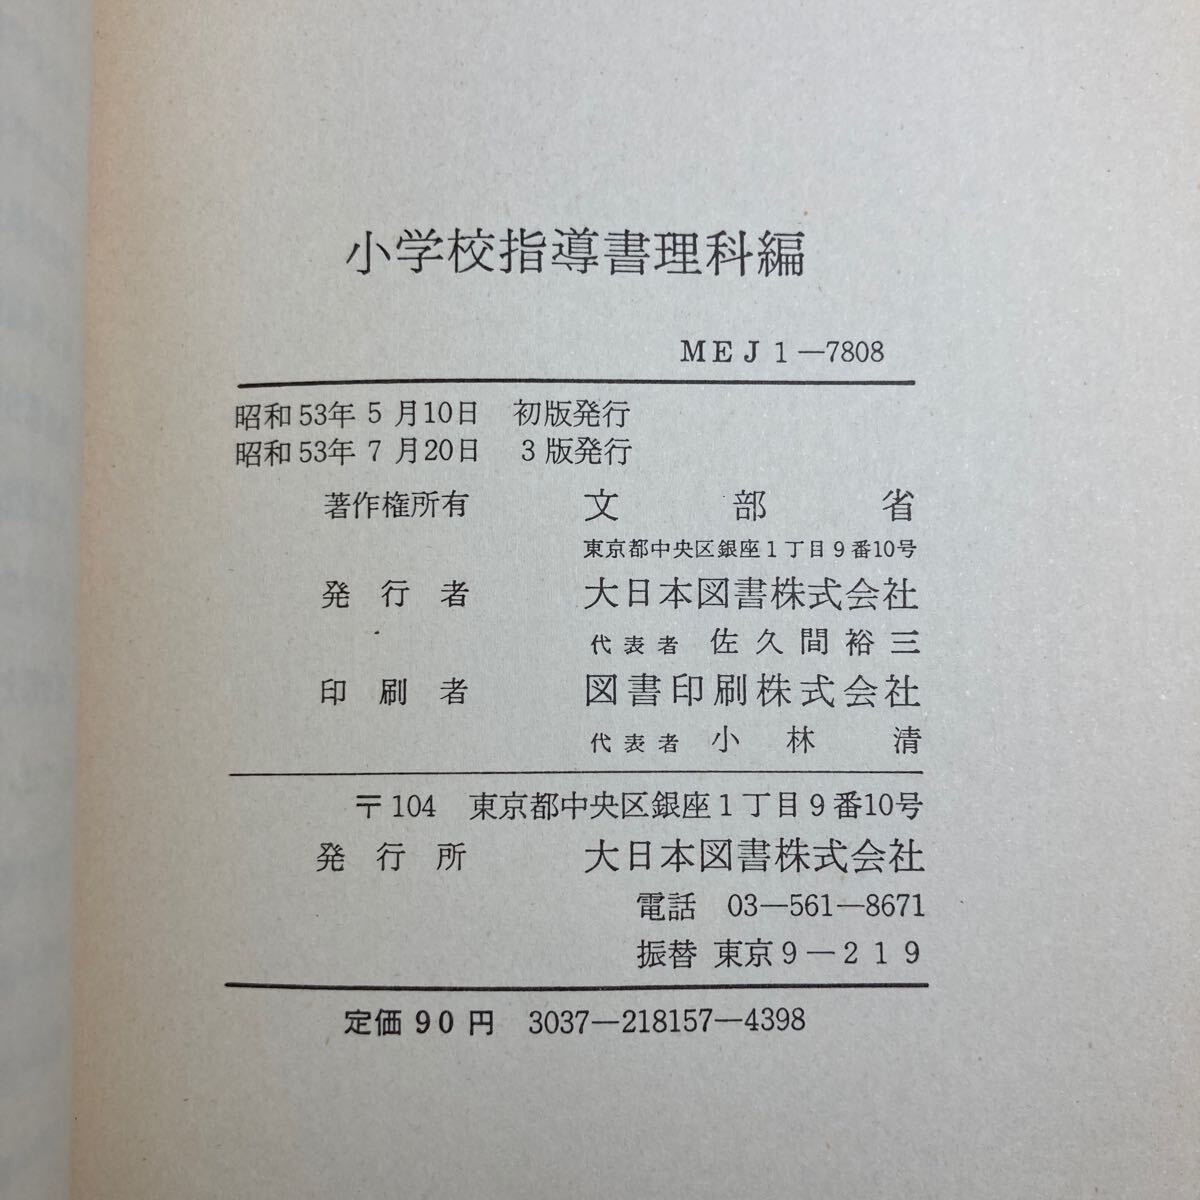 小学校指導書理科編
MEJ1—7808
昭和53年5月10日 初版発行
昭和53年7月20日 3版発行
著作権所有 文部省
東京都中央区銀座1丁目9番10号
発行者 大日本図書株式会社
代表者 佐久間裕三
印刷者 図書印刷株式会社
代表者 小林清
〒104 東京都中央区銀座1丁目9番10号
発行所 大日本図書株式会社
電話 03—561—8671
振替 東京9—219
定価90円 3037—218157—4398